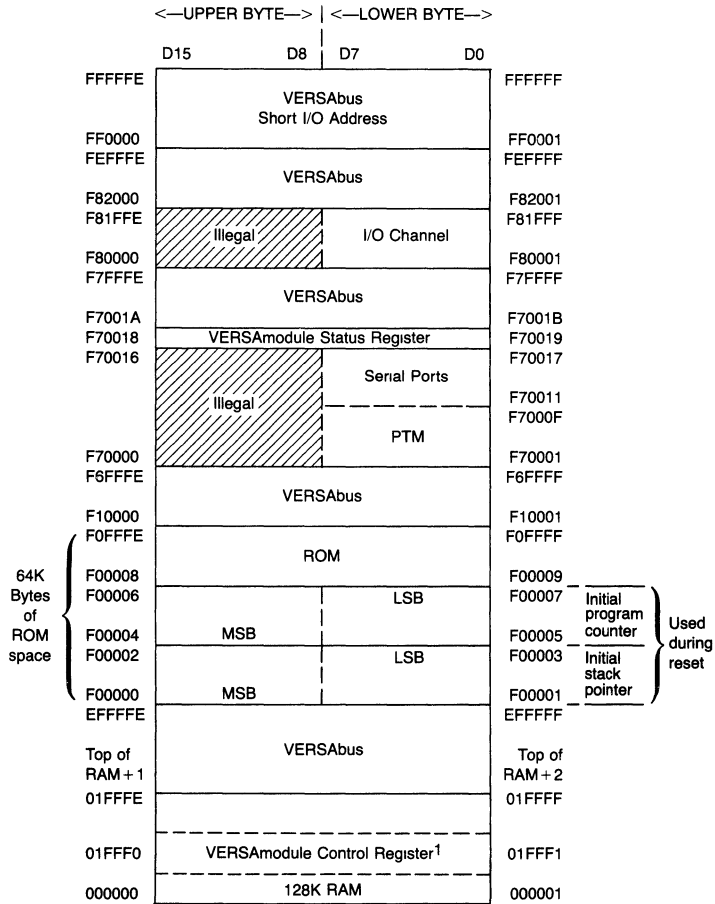 <—UPPER BYTE—> <—LOWER BYTE—>
D15 D8 D7 D0
FFFFFE VERSAbus FFFFFF
Short I/O Address
FF0000 FF0001
FEFFFE FEFFFF
VERSAbus
F82000 F82001
F81FFE F81FFF
Illegal I/O Channel
F80000 F80001
F7FFFE F7FFFF
VERSAbus
F7001A F7001B
F70018 VERSAmodule Status Register F70019
F70016 F70017
Serial Ports
Illegal F70011
F7000F
PTM
F70000 F70001
F6FFFE F6FFFF
VERSAbus
F10000 F10001
F0FFFE F0FFFF
ROM
F00008 F00009
F00006 LSB F00007
F00004 MSB F00005
F00002 LSB F00003
F00000 MSB F00001
64K
Bytes
of
ROM
space
Initial
program
counter
Initial
stack
pointer
Used
during
reset
EFFFFE EFFFFF
VERSAbus
Top of Top of
RAM+1 RAM+2
01FFFE 01FFFF
01FFF0 VERSAmodule Control Register1 01FFF1
000000 128K RAM 000001